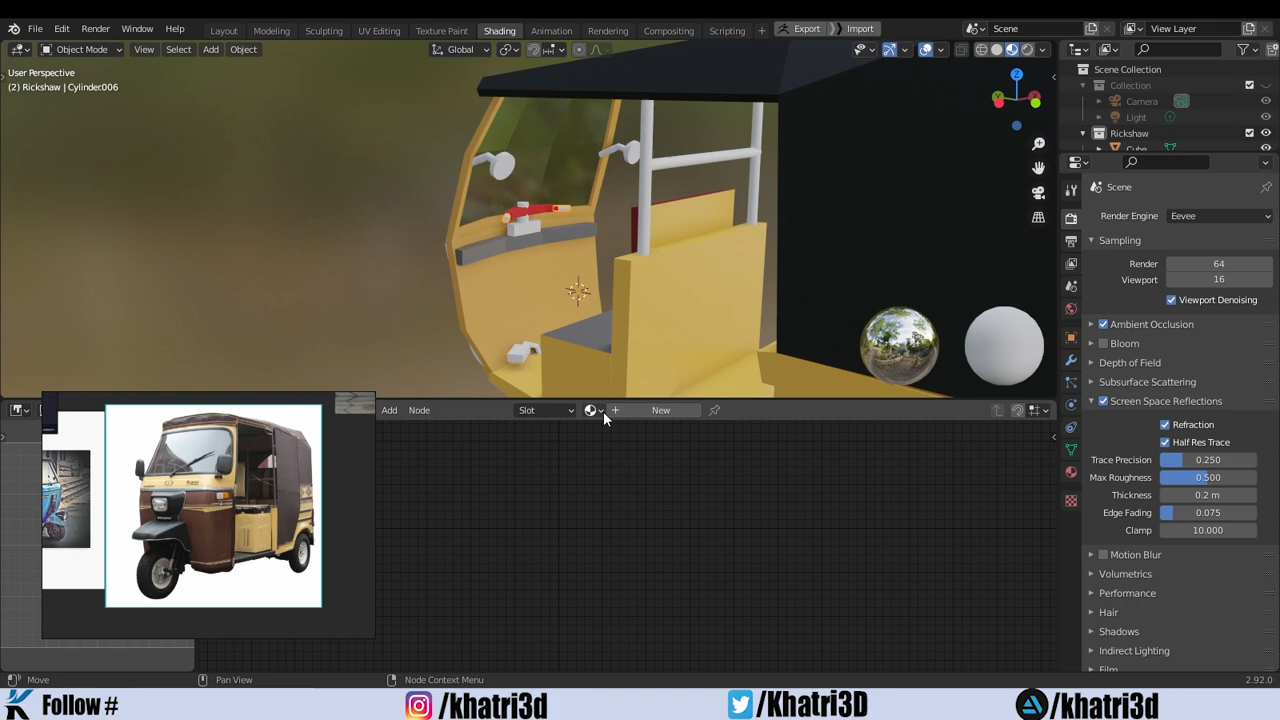 File Edit Render Window Help Layout Modeling Sculpting UV Editing Texture Paint Shading Animation Rendering Compositing Scripting + Export Import Scene View Layer
Object Mode View Select Add Object Global
User Perspective
(2) Rickshaw | Cylinder.006
Z
Y
X
Scene Collection
Collection
Camera
Light
Rickshaw
Cube
Scene
Render Engine Eevee
Sampling
Render 64
Viewport 16
Viewport Denoising
Ambient Occlusion
Bloom
Depth of Field
Subsurface Scattering
Screen Space Reflections
Refraction
Half Res Trace
Trace Precision 0.250
Max Roughness 0.500
Thickness 0.2 m
Edge Fading 0.075
Clamp 10.000
Motion Blur
Volumetrics
Performance
Hair
Shadows
Indirect Lighting
Film
Add Node Slot + New
Move Pan View Node Context Menu 2.92.0
Follow # /khatri3d /Khatri3D /khatri3d